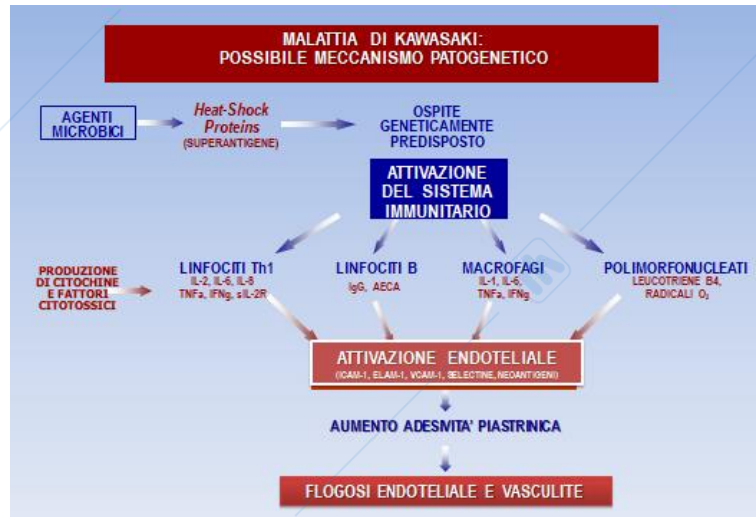 MALATTIA DI KAWASAKI:
POSSIBILE MECCANISMO PATOGENETICO
AGENTI
MICROBICI
Heat-Shock
Proteins
(SUPERANTIGENE)
OSPITE
GENETICAMENTE
PREDISPOSTO
ATTIVAZIONE
DEL SISTEMA
IMMUNITARIO
PRODUZIONE
DI CITOCHINE
E FATTORI
CITOTOSSICI
LINFOCITI Th1
IL-2, IL-6, IL-8
TNFa, IFNg, sIL-2R
LINFOCITI B
IgG, AECA
MACROFAGI
IL-1, IL-6,
TNFa, IFNg
POLIMORFONUCLEATI
LEUCOTRIENE B4,
RADICALI O₂
ATTIVAZIONE ENDOTELIALE
(ICAM-1, ELAM-1, VCAM-1, SELECTINE, NEOANTIGENI)
AUMENTO ADESIVITA' PIASTRINICA
FLOGOSI ENDOTELIALE E VASCULITE